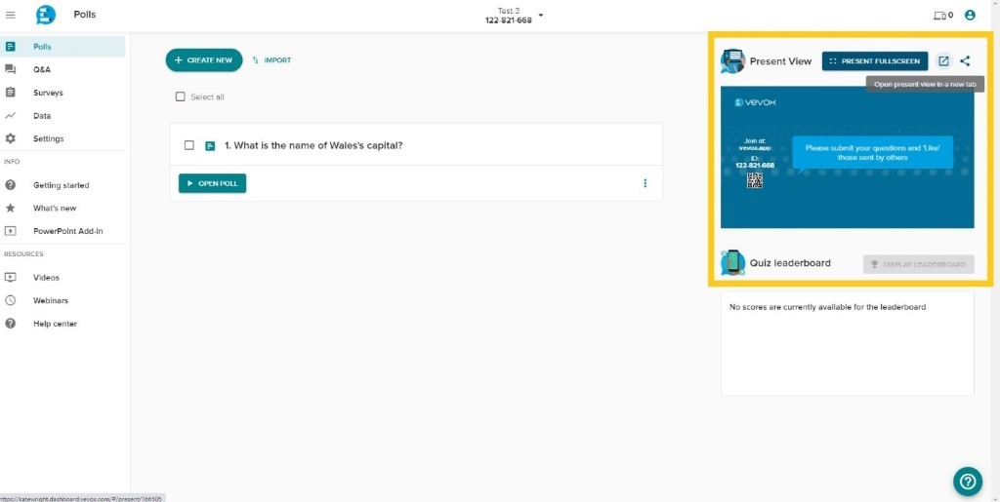 Polls
Test 3
122-821-668
0
Polls
Q&A
Surveys
Data
Settings
INFO
Getting started
What's new
PowerPoint Add-In
RESOURCES
Videos
Webinars
Help center
CREATE NEW
IMPORT
Select all
1. What is the name of Wales's capital?
OPEN POLL
Present View
PRESENT FULLSCREEN
Open present view in a new tab
vevox
Join at:
vevox.app
ID:
122-821-668
Please submit your questions and 'Like'
those sent by others
Quiz leaderboard
DISPLAY LEADERBOARD
No scores are currently available for the leaderboard
https://katewright.dashboard.vevox.com/#/present/166505